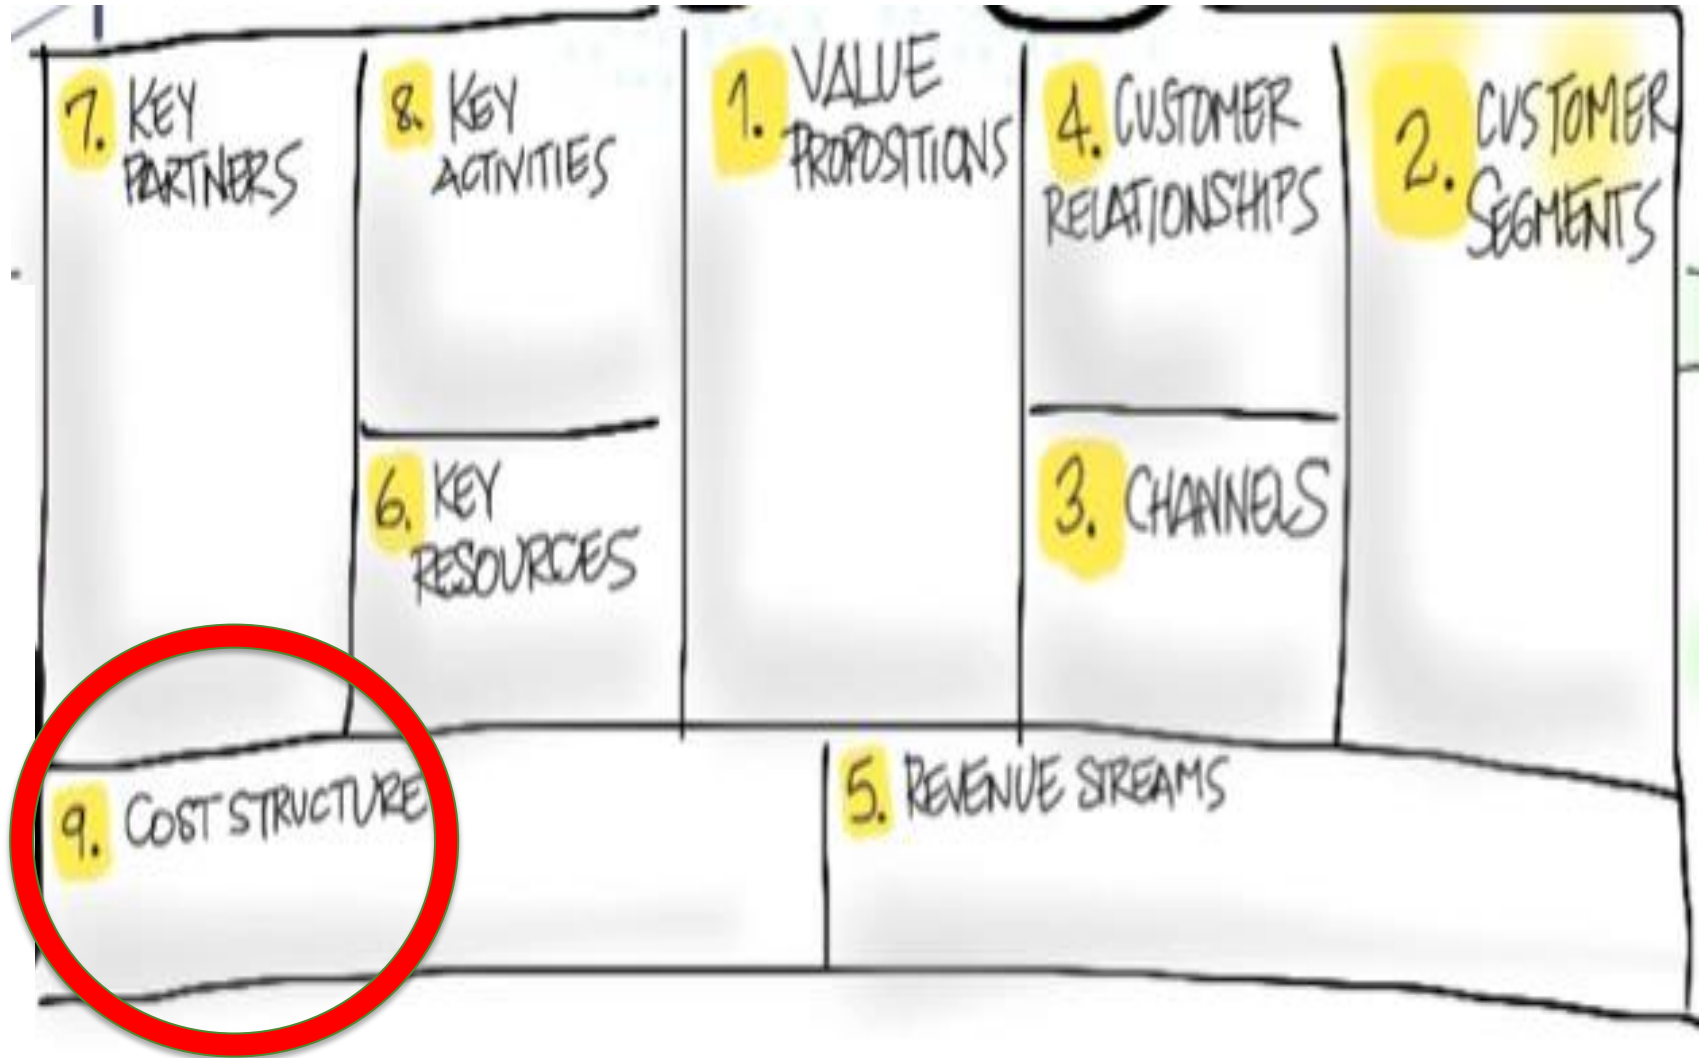 7. KEY
PARTNERS
8. KEY
ACTIVITIES
6. KEY
RESOURCES
1. VALUE
PROPOSITIONS
4. CUSTOMER
RELATIONSHIPS
3. CHANNELS
2. CUSTOMER
SEGMENTS
9. COST STRUCTURE
5. REVENUE STREAMS